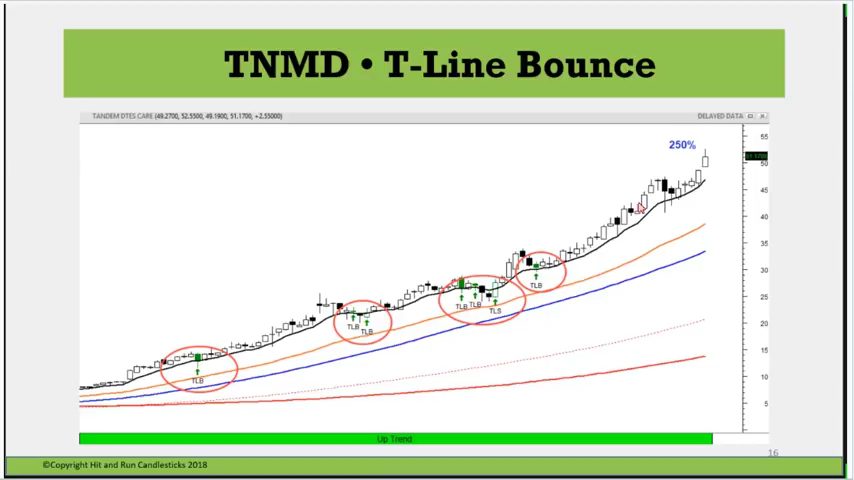 TNMD • T-Line Bounce
TANDEM DTES CARE (49.2700, 52.5500, 49.1900, 51.1700, +2.55000)
DELAYED DATA
250%
55
50
45
40
35
30
25
20
15
10
5
TLB
TLB
TLB
TLB
TLB
TLS
TLB
Up Trend
16
©Copyright Hit and Run Candlesticks 2018